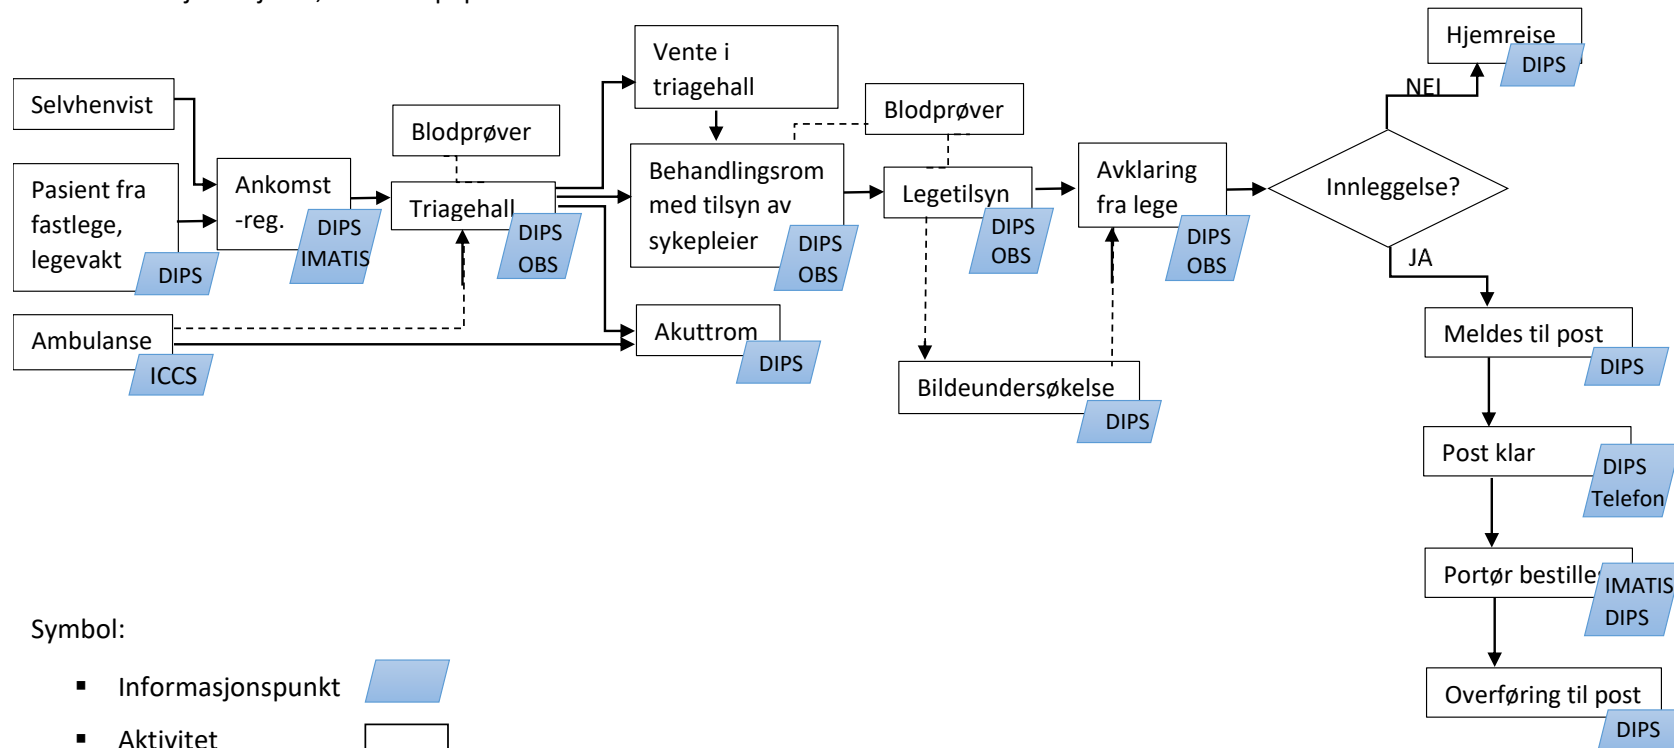 Hjemreise
DIPS
NEI
Selvhenvist
Blodprøver
Vente i
triagehall
Blodprøver
Pasient fra
fastlege,
legevakt
DIPS
Ankomst
-reg.
DIPS
IMATIS
Triagehall
DIPS
OBS
Behandlingsrom
med tilsyn av
sykepleier
DIPS
OBS
Legetilsyn
DIPS
OBS
Avklaring
fra lege
DIPS
OBS
Innleggelse?
JA
Ambulanse
ICCS
Akuttrom
DIPS
Bildeundersøkelse
DIPS
Meldes til post
DIPS
Post klar
DIPS
Telefon
Portør bestilles
IMATIS
DIPS
Overføring til post
DIPS
Symbol:
▪ Informasjonspunkt
▪ Aktivitet